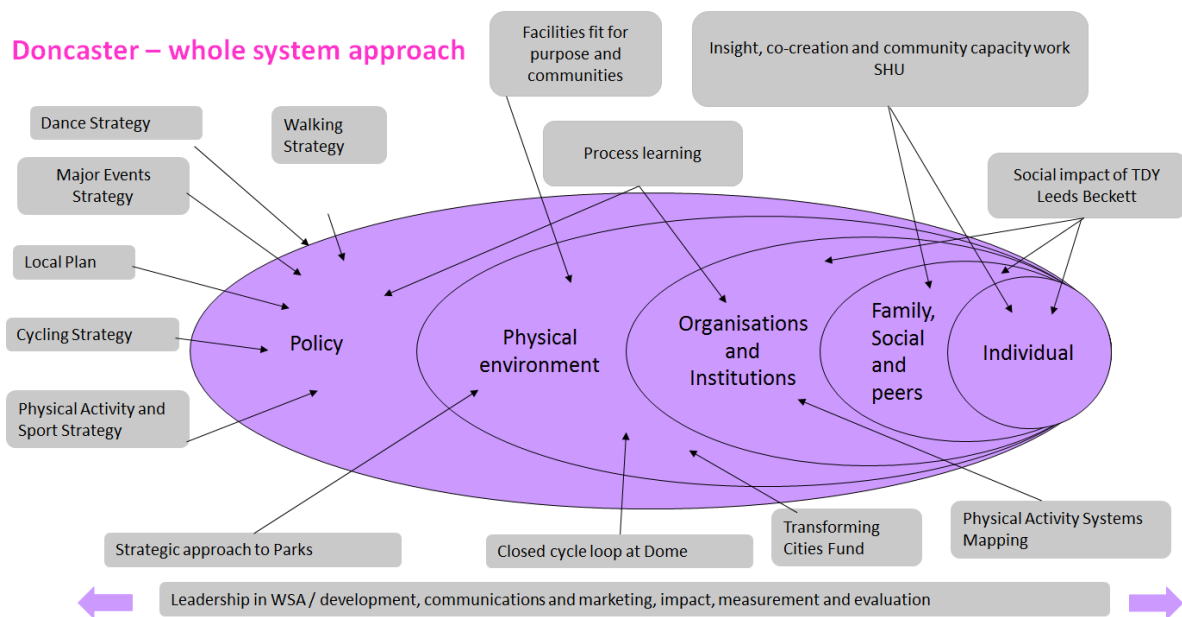 Doncaster – whole system approach
Facilities fit for
purpose and
communities
Insight, co-creation and community capacity work
SHU
Dance Strategy
Walking
Strategy
Process learning
Major Events
Strategy
Social impact of TDY
Leeds Beckett
Local Plan
Cycling Strategy
Physical Activity and
Sport Strategy
Policy
Physical
environment
Organisations
and
Institutions
Family,
Social
and
peers
Individual
Strategic approach to Parks
Closed cycle loop at Dome
Transforming
Cities Fund
Physical Activity Systems
Mapping
Leadership in WSA / development, communications and marketing, impact, measurement and evaluation